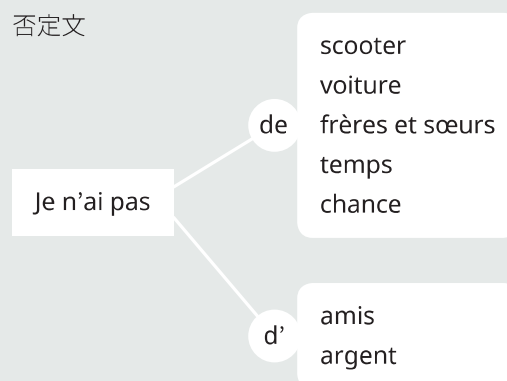 否定文
Je n’ai pas
de
scooter
voiture
frères et sœurs
temps
chance
d’
amis
argent